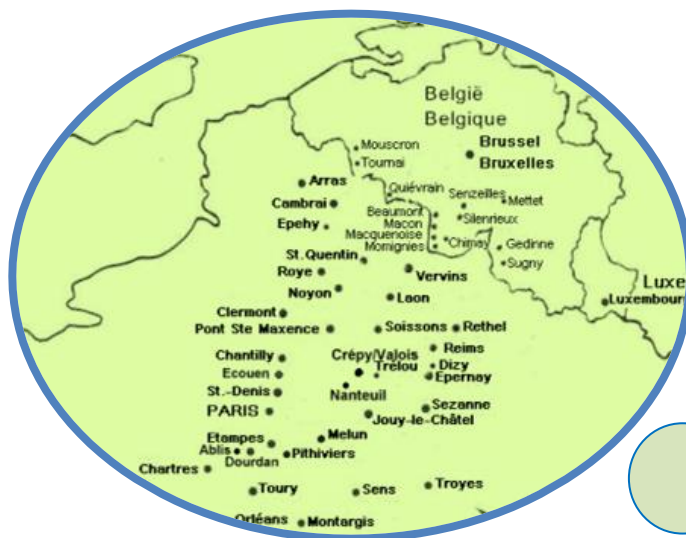 België
Belgique
Brussel
Bruxelles
Mouscron
Tournai
Arras
Quiévrain
Cambrai
Senzeilles
Mettet
Beaumont
Silenrieux
Epehy
Macon
Macquenoise
Chimay
Momignies
Gedinne
St.Quentin
Sugny
Roye
Vervins
Luxe
Noyon
Laon
Luxembourg
Clermont
Pont Ste Maxence
Soissons
Rethel
Reims
Chantilly
Crépy/Valois
Dizy
Ecouen
Trélou
Epernay
St.-Denis
Nanteuil
PARIS
Sezanne
Jouy-le-Châtel
Etampes
Melun
Ablis
Dourdan
Pithiviers
Chartres
Toury
Sens
Troyes
Orléans
Montargis